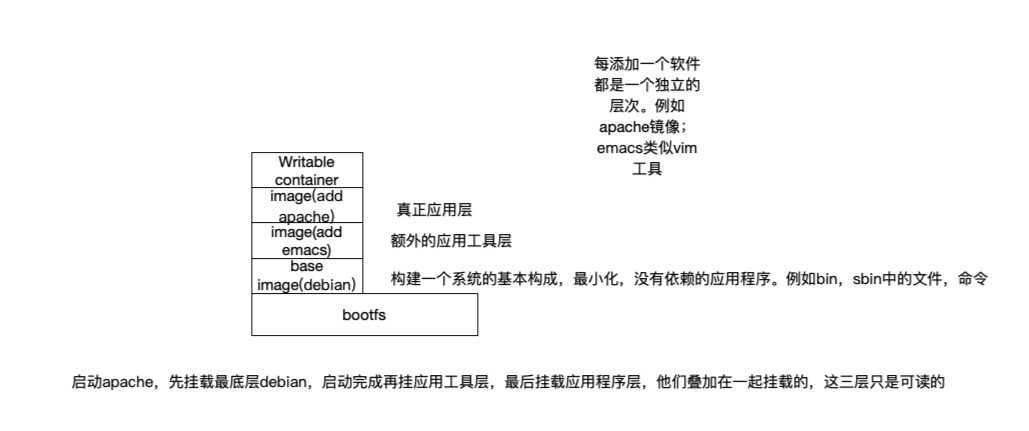 每添加一个软件
都是一个独立的
层次。例如
apache镜像；
emacs类似vim
工具
Writable
container
image(add
apache)
真正应用层
image(add
emacs)
额外的应用工具层
base
image(debian)
构建一个系统的基本构成，最小化，没有依赖的应用程序。例如bin，sbin中的文件，命令
bootfs
启动apache，先挂载最底层debian，启动完成再挂应用工具层，最后挂载应用程序层，他们叠加在一起挂载的，这三层只是可读的